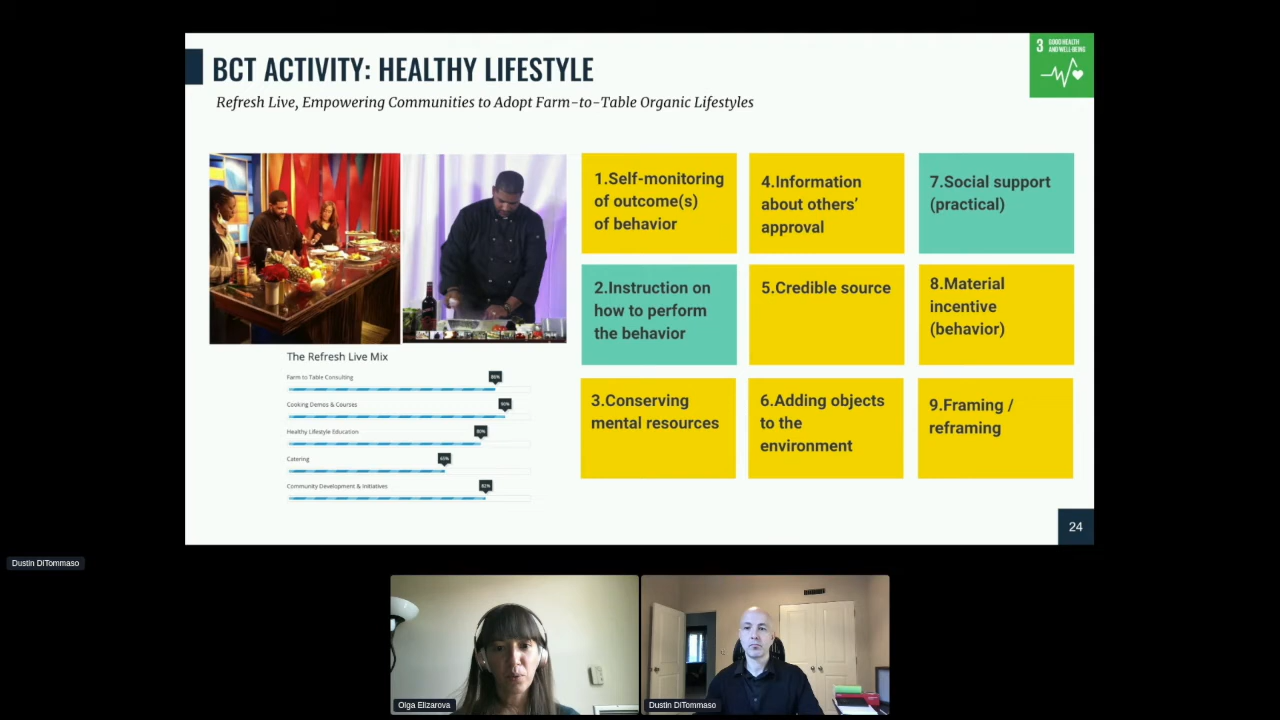 BCT ACTIVITY: HEALTHY LIFESTYLE
Refresh Live, Empowering Communities to Adopt Farm-to-Table Organic Lifestyles
3 GOOD HEALTH
AND WELL-BEING
1.Self-monitoring
of outcome(s)
of behavior
4.Information
about others'
approval
7.Social support
(practical)
2.Instruction on
how to perform
the behavior
5.Credible source
8.Material
incentive
(behavior)
3.Conserving
mental resources
6.Adding objects
to the
environment
9.Framing /
reframing
The Refresh Live Mix
Farm to Table Consulting
Cooking Demos & Courses
90%
Healthy Lifestyle Education
80%
Catering
65%
Community Development & Initiatives
24
Dustin DiTommaso
Olga Elizarova
Dustin DiTommaso